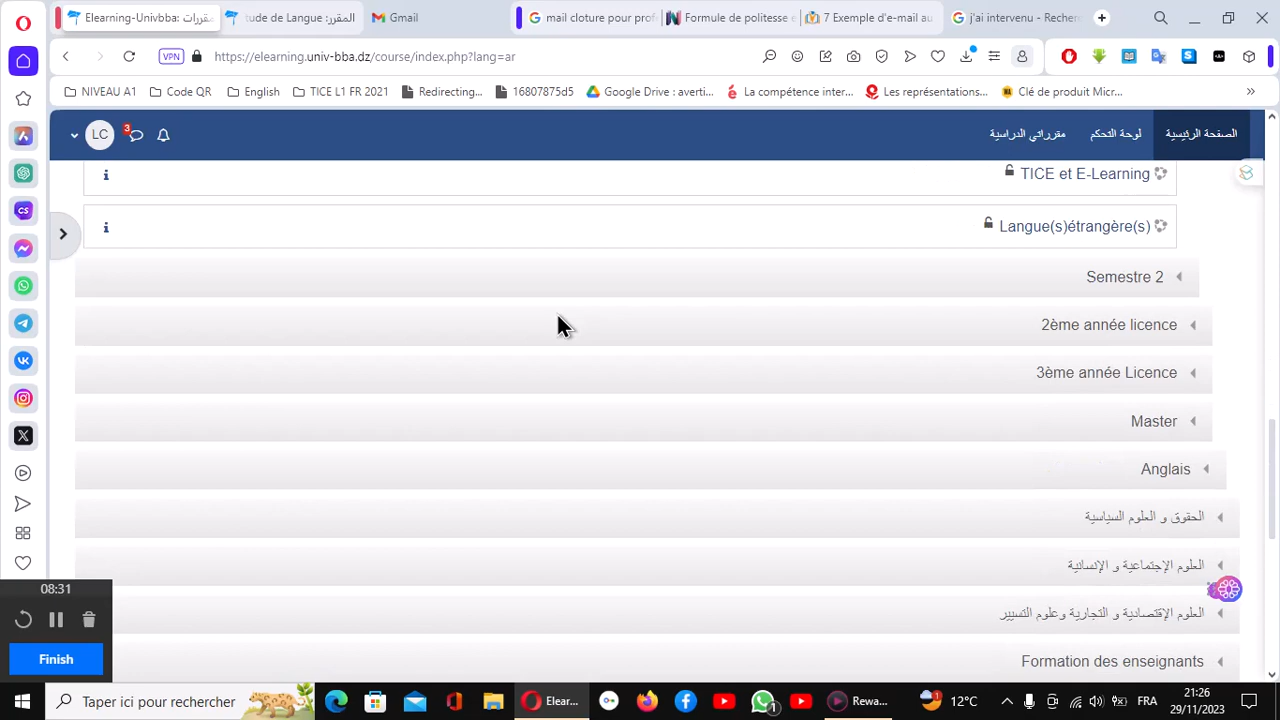 Elearning-Univbba: مقررات
المقرر: tude de Langue
Gmail
mail cloture pour prof
Formule de politesse e
7 Exemple d'e-mail a
j'ai intervenu - Recher
VPN
https://elearning.univ-bba.dz/course/index.php?lang=ar
NIVEAU A1
Code QR
English
TICE L1 FR 2021
Redirecting...
16807875d5
Google Drive : averti...
La compétence inter...
Les représentations...
Clé de produit Micr...
LC
3
مقرراتي الدراسية
لوحة التحكم
الصفحة الرئيسية
TICE et E-Learning
Langue(s)étrangère(s)
Semestre 2
2ème année licence
3ème année Licence
Master
Anglais
الحقوق و العلوم السياسية
العلوم الإجتماعية و الإنسانية
العلوم الإقتصادية و التجارية وعلوم التسيير
Formation des enseignants
08:31
Finish
Taper ici pour rechercher
Elear...
1
Rewa...
1
12°C
FRA
21:26
29/11/2023